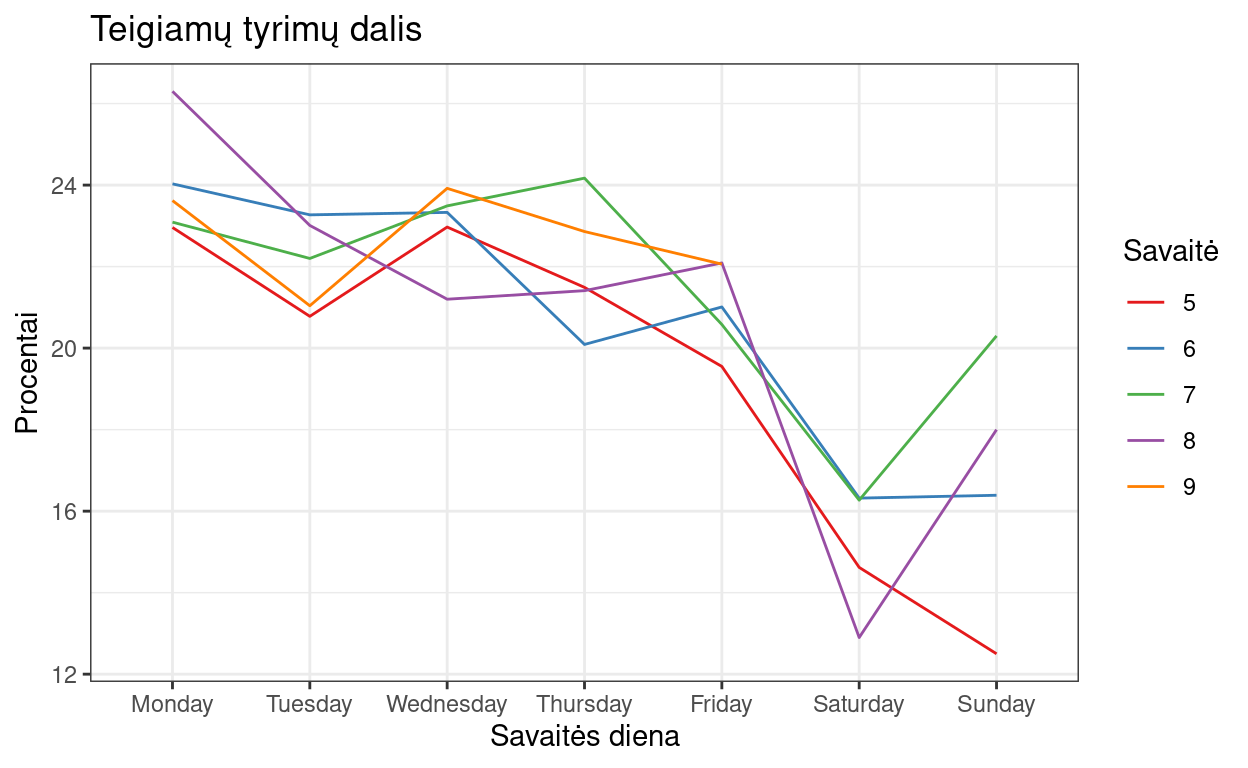 Teigiamų tyrimų dalis
Procentai
24
20
16
12
Monday Tuesday Wednesday Thursday Friday Saturday Sunday
Savaitės diena
Savaitė
5
6
7
8
9